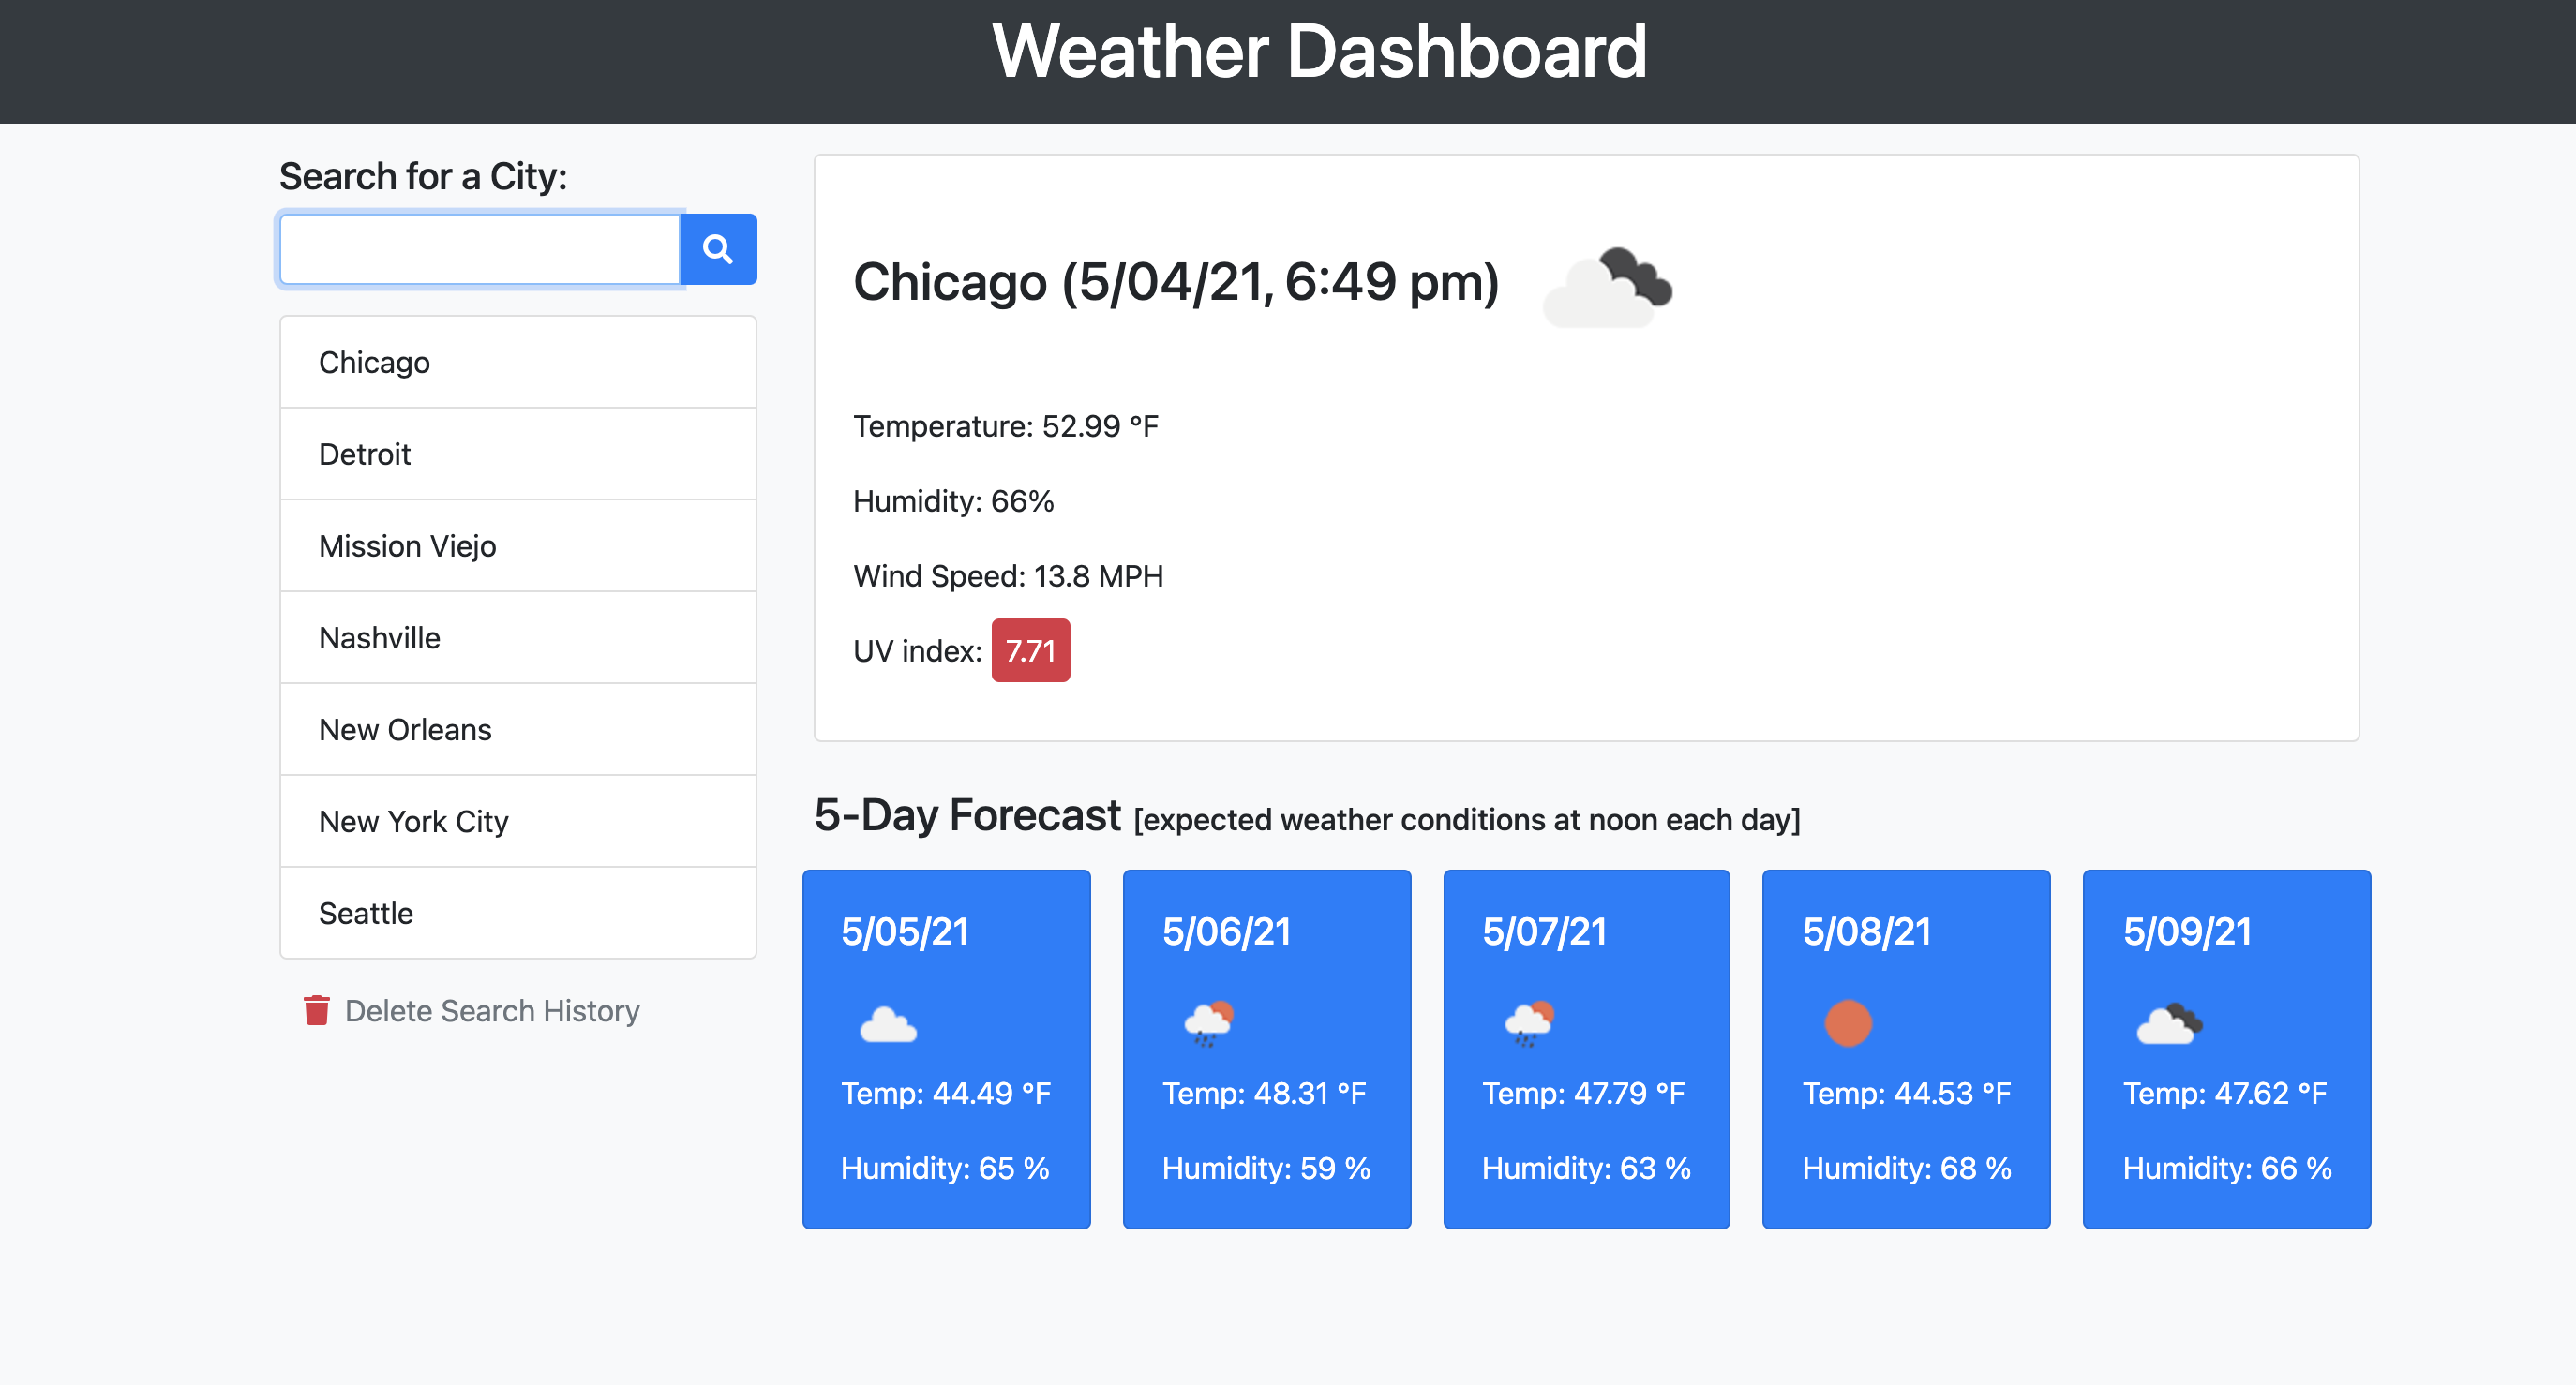 Weather Dashboard
Search for a City:
Chicago
Detroit
Mission Viejo
Nashville
New Orleans
New York City
Seattle
Delete Search History
Chicago (5/04/21, 6:49 pm)
Temperature: 52.99 °F
Humidity: 66%
Wind Speed: 13.8 MPH
UV index: 7.71
5-Day Forecast [expected weather conditions at noon each day]
5/05/21
Temp: 44.49 °F
Humidity: 65 %
5/06/21
Temp: 48.31 °F
Humidity: 59 %
5/07/21
Temp: 47.79 °F
Humidity: 63 %
5/08/21
Temp: 44.53 °F
Humidity: 68 %
5/09/21
Temp: 47.62 °F
Humidity: 66 %